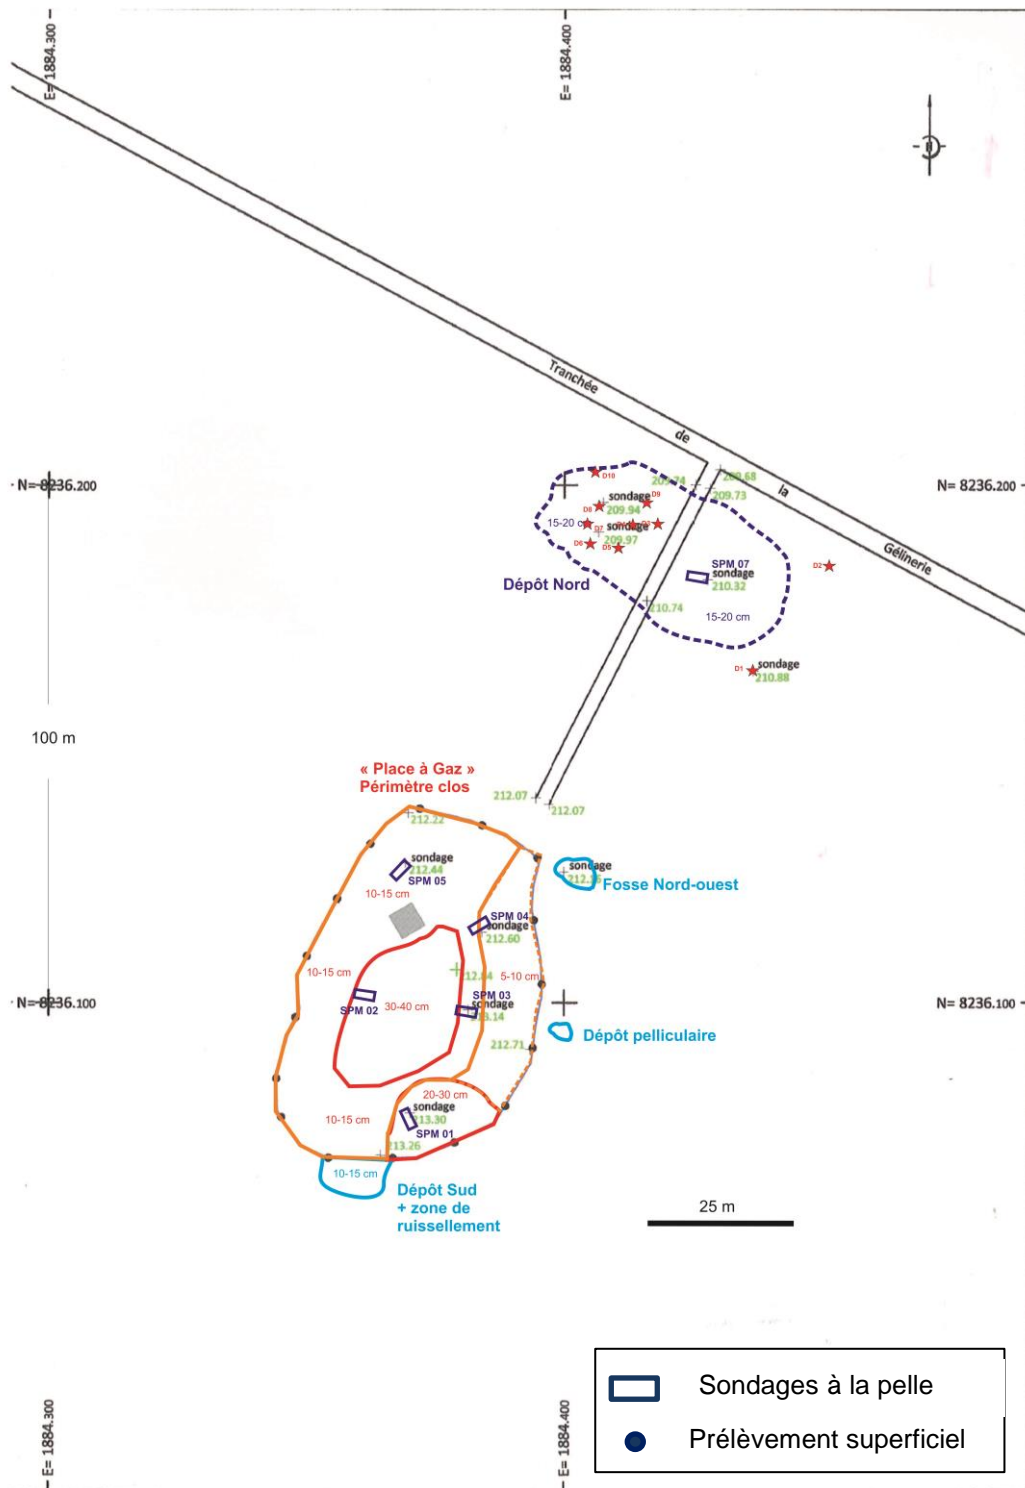 E= 1884.300
E= 1884.400
Tranchée
de
la
Gélinerie
N= 8236.200
N= 8236.200
D10
209.74
209.68
209.73
D8
sondage
D9
209.94
15-20 c
D7
sondage
209.97
D6
D5
Dépôt Nord
SPM 07
sondage
210.32
D2
210.74
15-20 cm
D1
sondage
210.88
100 m
« Place à Gaz »
Périmètre clos
212.07
212.07
212.22
sondage
212.44
SPM 05
10-15 cm
sondage
Fosse Nord-ouest
SPM 04
sondage
212.60
10-15 cm
5-10 cm
SPM 02
30-40 cm
SPM 03
sondage
N= 8236.100
N= 8236.100
212.71
Dépôt pelliculaire
20-30 cm
10-15 cm
sondage
213.30
SPM 01
213.26
10-15 cm
Dépôt Sud
+ zone de
ruissellement
25 m
Sondages à la pelle
Prélèvement superficiel
E= 1884.300
E= 1884.400